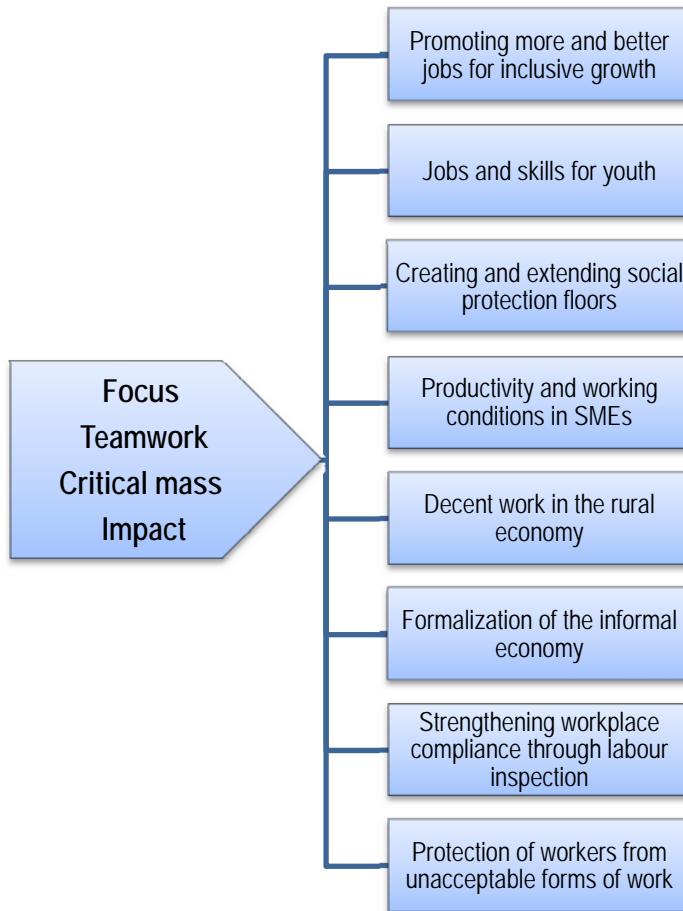 Focus
Teamwork
Critical mass
Impact
Promoting more and better
jobs for inclusive growth
Jobs and skills for youth
Creating and extending social
protection floors
Productivity and working
conditions in SMEs
Decent work in the rural
economy
Formalization of the informal
economy
Strengthening workplace
compliance through labour
inspection
Protection of workers from
unacceptable forms of work